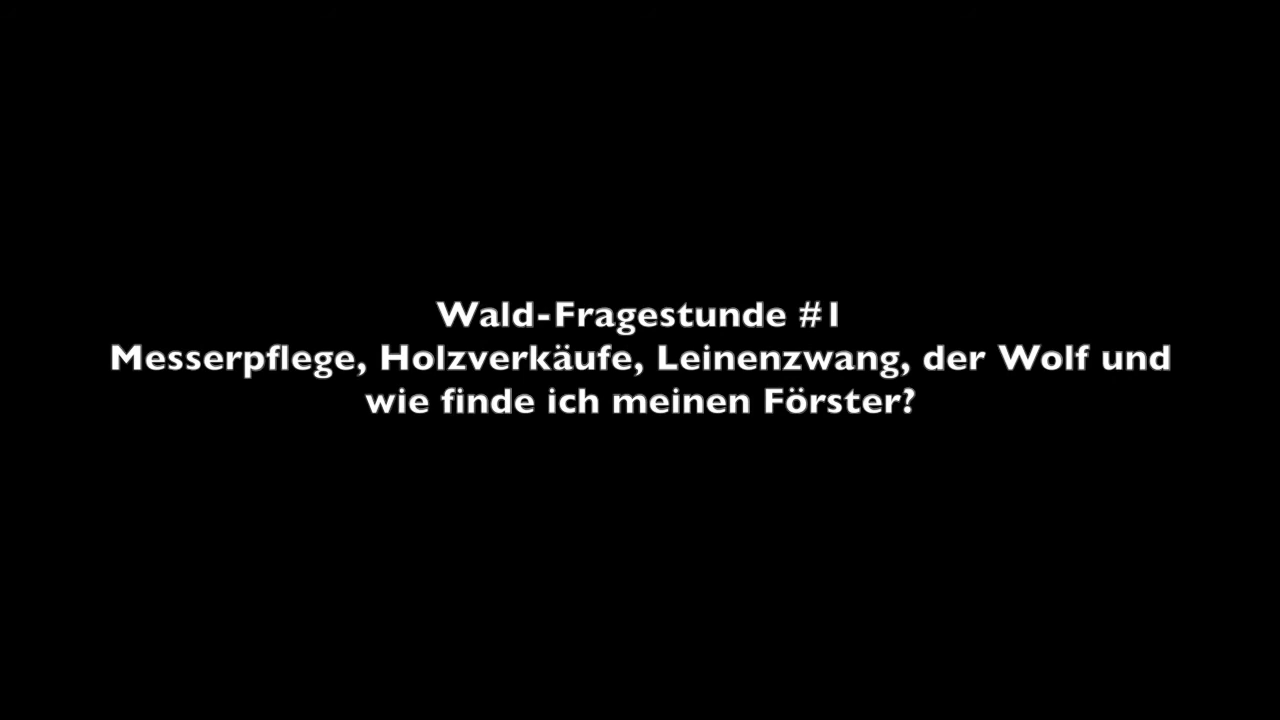 Wald-Fragestunde #1
Messerpflege, Holzverkäufe, Leinenzwang, der Wolf und
wie finde ich meinen Förster?